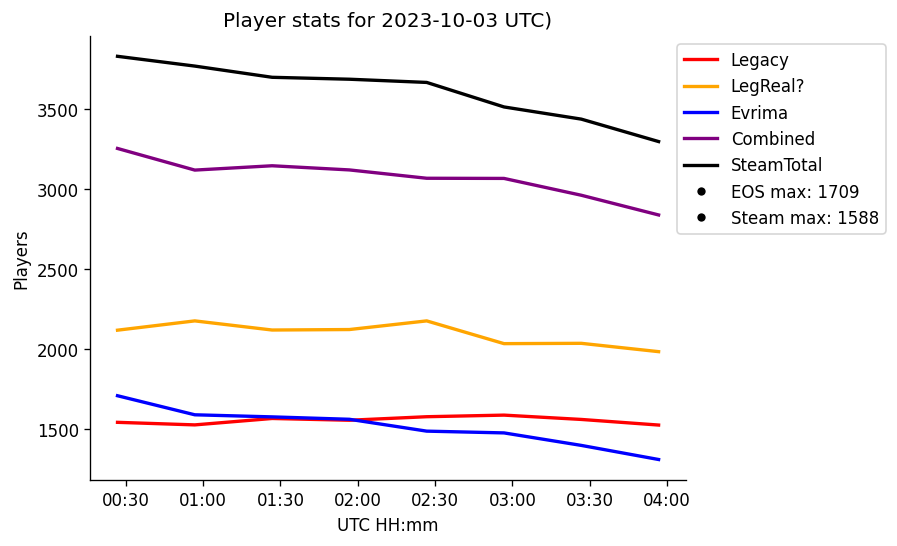 Player stats for 2023-10-03 UTC)
Legacy
LegReal?
Evrima
Combined
SteamTotal
EOS max: 1709
Steam max: 1588
Players
3500
3000
2500
2000
1500
00:30 01:00 01:30 02:00 02:30 03:00 03:30 04:00
UTC HH:mm